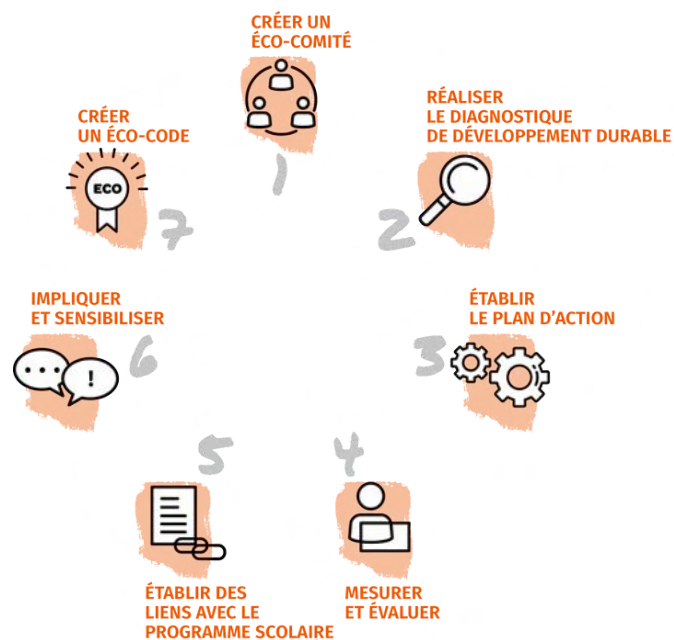 CRÉER UN
ÉCO-COMITÉ
1
RÉALISER
LE DIAGNOSTIQUE
DE DÉVELOPPEMENT DURABLE
2
ÉTABLIR
LE PLAN D'ACTION
3
4
MESURER
ET ÉVALUER
5
ÉTABLIR DES
LIENS AVEC LE
PROGRAMME SCOLAIRE
IMPLIQUER
ET SENSIBILISER
!
6
CRÉER
UN ÉCO-CODE
ECO
7